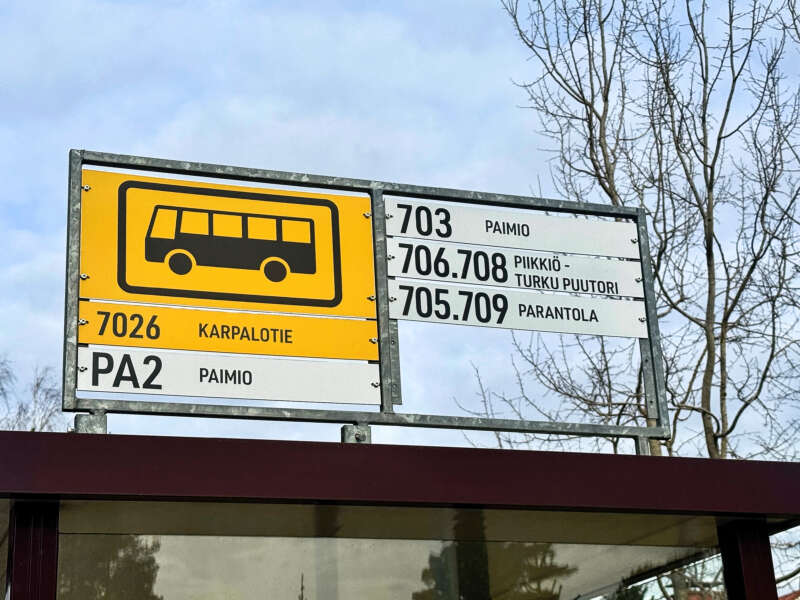 7026 KARPALOTIE
PA2 PAIMIO
703 PAIMIO
706.708 PIIKKIÖ -
TURKU PUUTORI
705.709 PARANTOLA